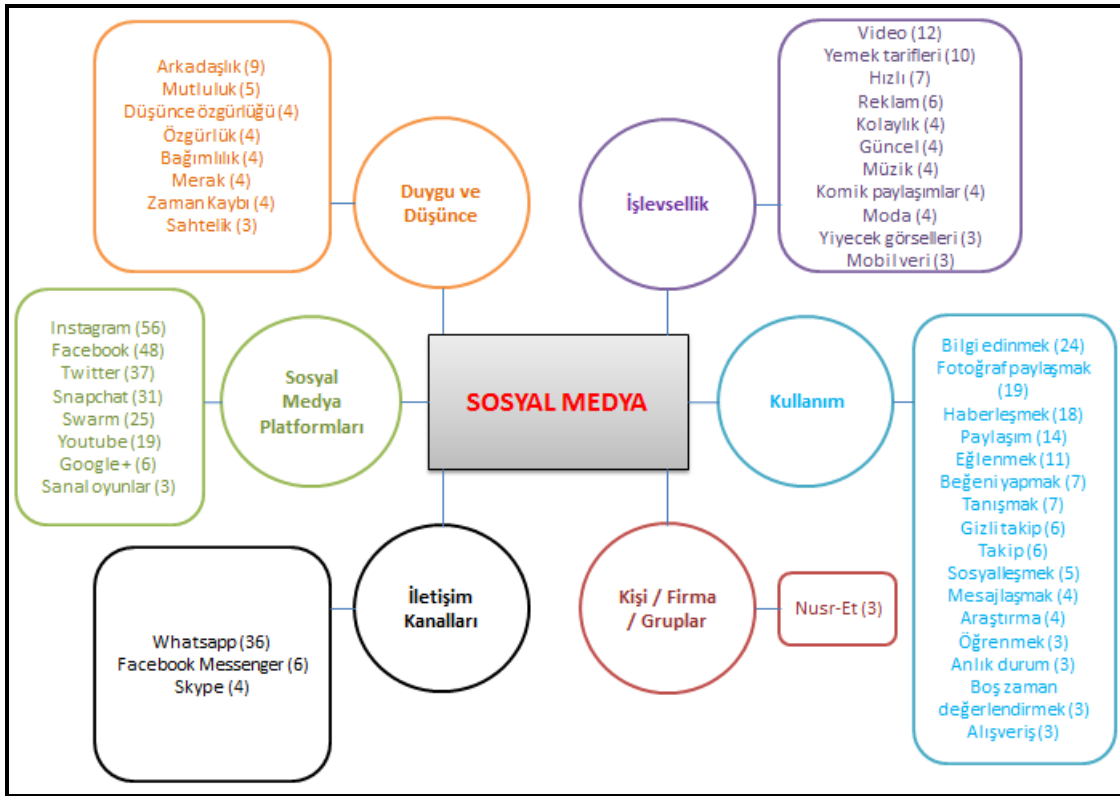 Arkadaşlık (9)
Mutluluk (5)
Düşünce özgürlüğü (4)
Özgürlük (4)
Bağımlılık (4)
Merak (4)
Zaman Kaybı (4)
Sahtelik (3)
Duygu ve
Düşünce
İşlevsellik
Video (12)
Yemek tarifleri (10)
Hızlı (7)
Reklam (6)
Kolaylık (4)
Güncel (4)
Müzik (4)
Komik paylaşımlar (4)
Moda (4)
Yiyecek görselleri (3)
Mobil veri (3)
Instagram (56)
Facebook (48)
Twitter (37)
Snapchat (31)
Swarm (25)
Youtube (19)
Google+ (6)
Sanal oyunlar (3)
Sosyal
Medya
Platformları
SOSYAL MEDYA
Kullanım
Bilgi edinmek (24)
Fotoğraf paylaşmak
(19)
Haberleşmek (18)
Paylaşım (14)
Eğlenmek (11)
Beğeni yapmak (7)
Tanışmak (7)
Gizli takip (6)
Takip (6)
Sosyalleşmek (5)
Mesajlaşmak (4)
Araştırma (4)
Öğrenmek (3)
Anlık durum (3)
Boş zaman
değerlendirmek (3)
Alışveriş (3)
Whatsapp (36)
Facebook Messenger (6)
Skype (4)
İletişim
Kanalları
Kişi / Firma
/ Gruplar
Nusr-Et (3)